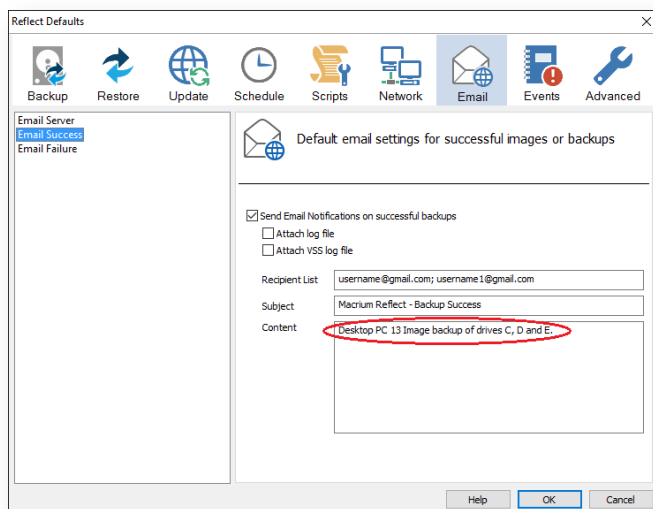 Reflect Defaults
Backup Restore Update Schedule Scripts Network Email Events Advanced
Email Server
Email Success
Email Failure
Default email settings for successful images or backups
Send Email Notifications on successful backups
Attach log file
Attach VSS log file
Recipient List username@gmail.com; username1@gmail.com
Subject Macrium Reflect - Backup Success
Content Desktop PC 13 Image backup of drives C, D and E.
Help OK Cancel